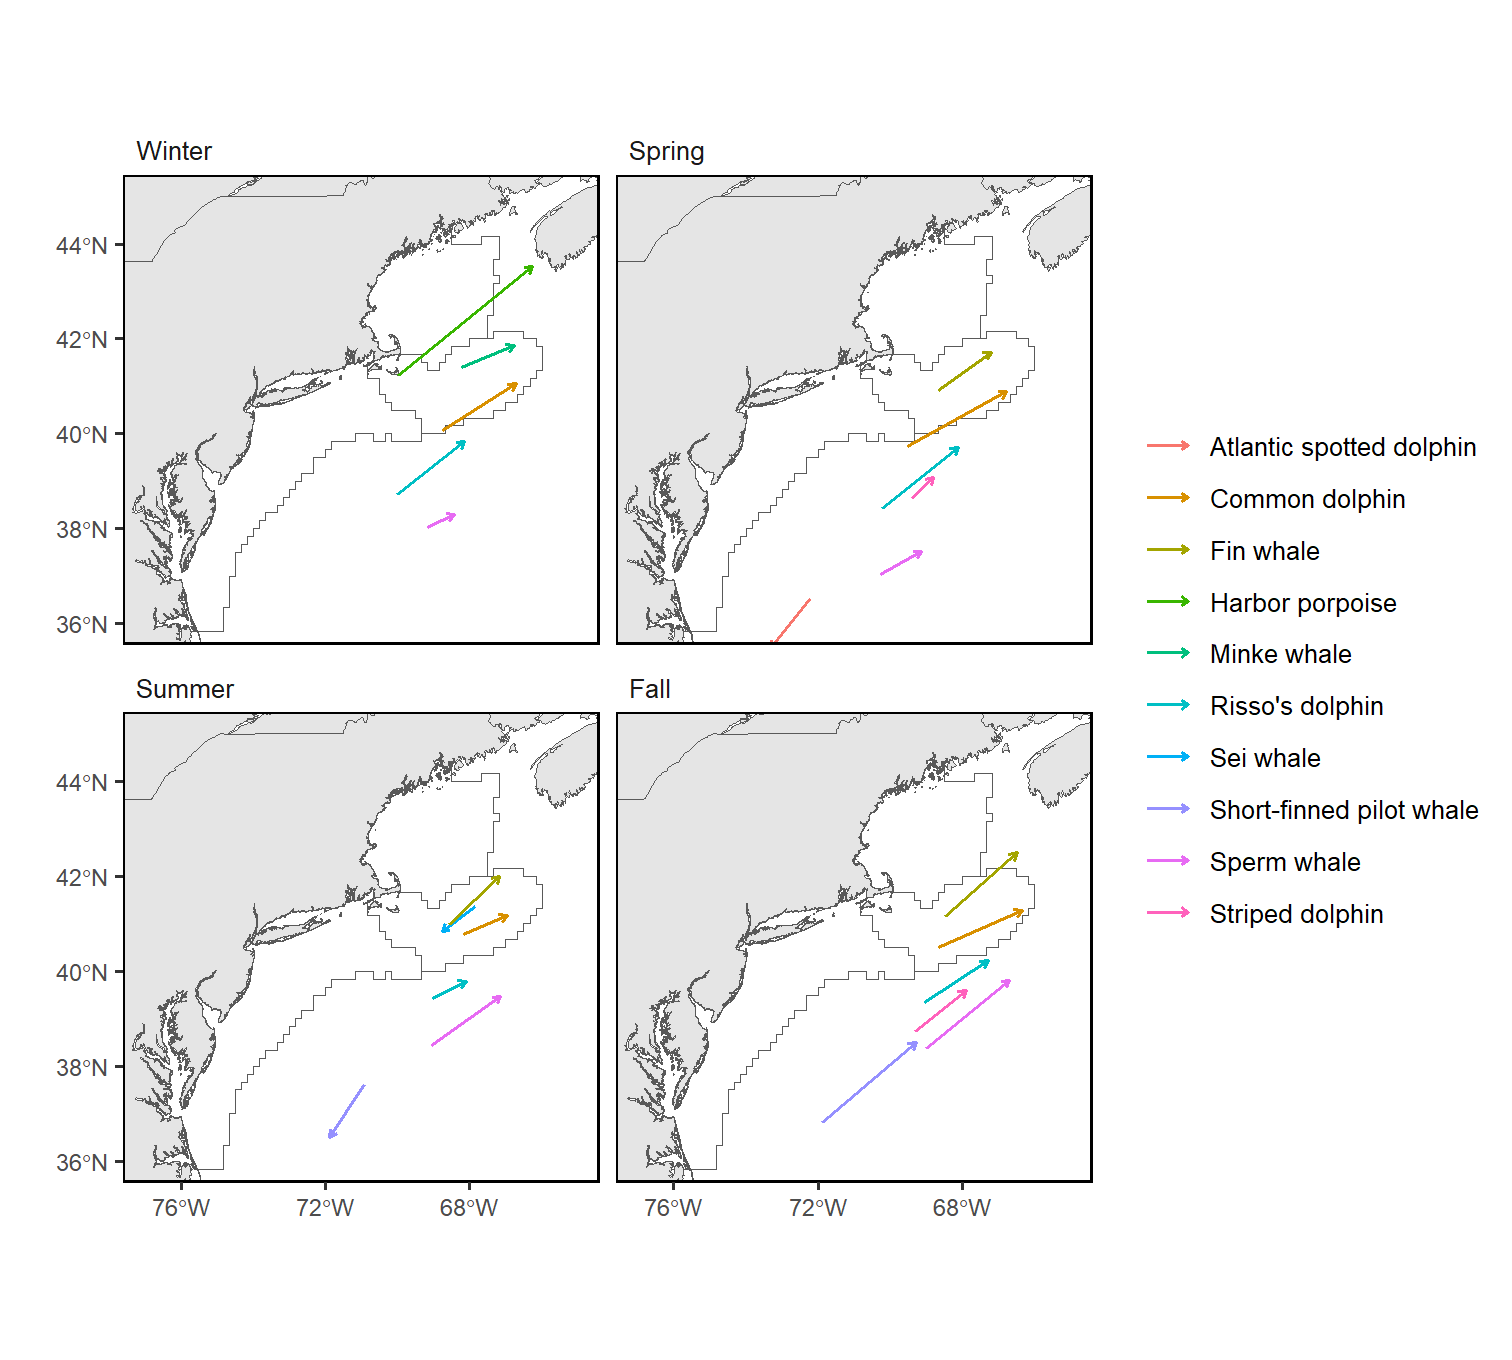 Winter
Spring
44°N
42°N
40°N
38°N
36°N
Summer
Fall
44°N
42°N
40°N
38°N
36°N
76°W
72°W
68°W
76°W
72°W
68°W
Atlantic spotted dolphin
Common dolphin
Fin whale
Harbor porpoise
Minke whale
Risso's dolphin
Sei whale
Short-finned pilot whale
Sperm whale
Striped dolphin